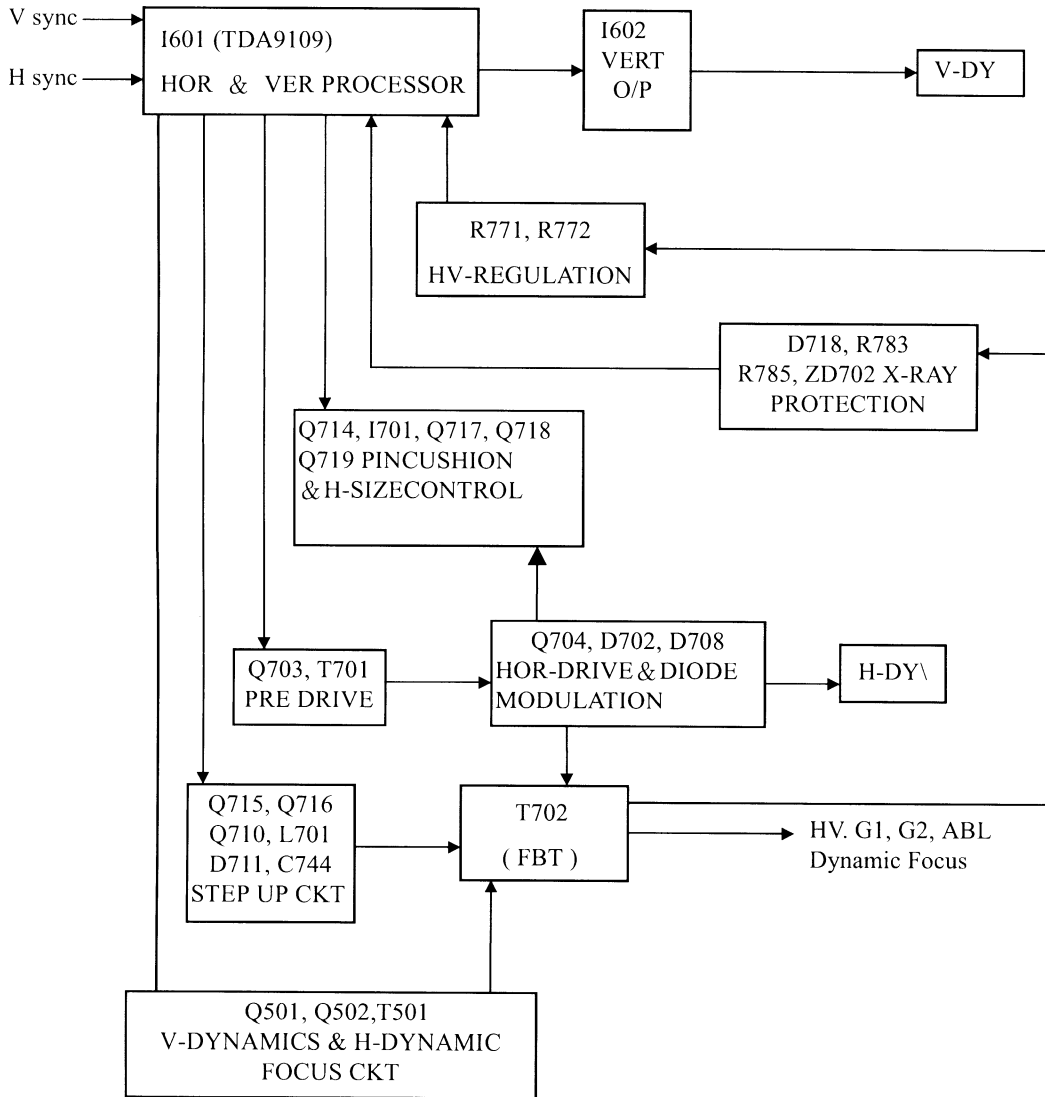 V sync
H sync
I601 (TDA9109)
HOR & VER PROCESSOR
I602
VERT
O/P
V-DY
R771, R772
HV-REGULATION
D718, R783
R785, ZD702 X-RAY
PROTECTION
Q714, I701, Q717, Q718
Q719 PINCUSHION
& H-SIZECONTROL
Q703, T701
PRE DRIVE
Q704, D702, D708
HOR-DRIVE & DIODE
MODULATION
H-DY\
Q715, Q716
Q710, L701
D711, C744
STEP UP CKT
T702
( FBT )
HV. G1, G2, ABL
Dynamic Focus
Q501, Q502,T501
V-DYNAMICS & H-DYNAMIC
FOCUS CKT